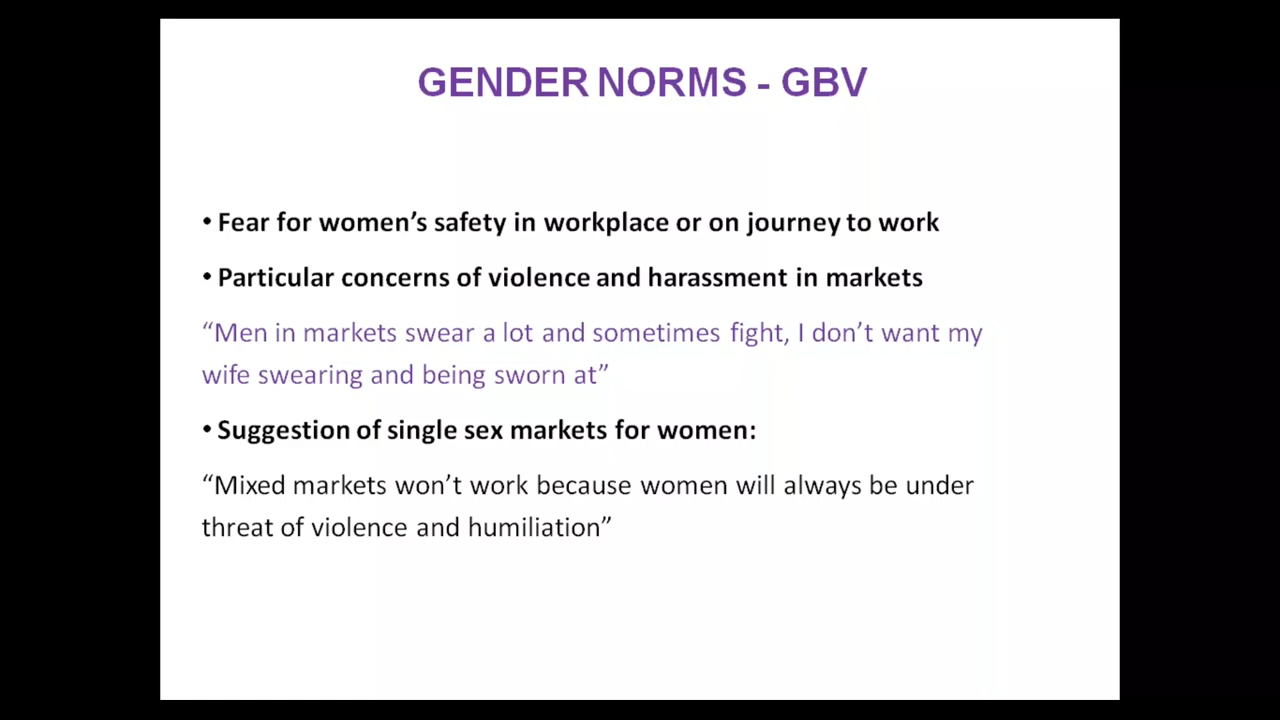 GENDER NORMS - GBV
• Fear for women’s safety in workplace or on journey to work
• Particular concerns of violence and harassment in markets
“Men in markets swear a lot and sometimes fight, I don’t want my
wife swearing and being sworn at”
• Suggestion of single sex markets for women:
“Mixed markets won’t work because women will always be under
threat of violence and humiliation”